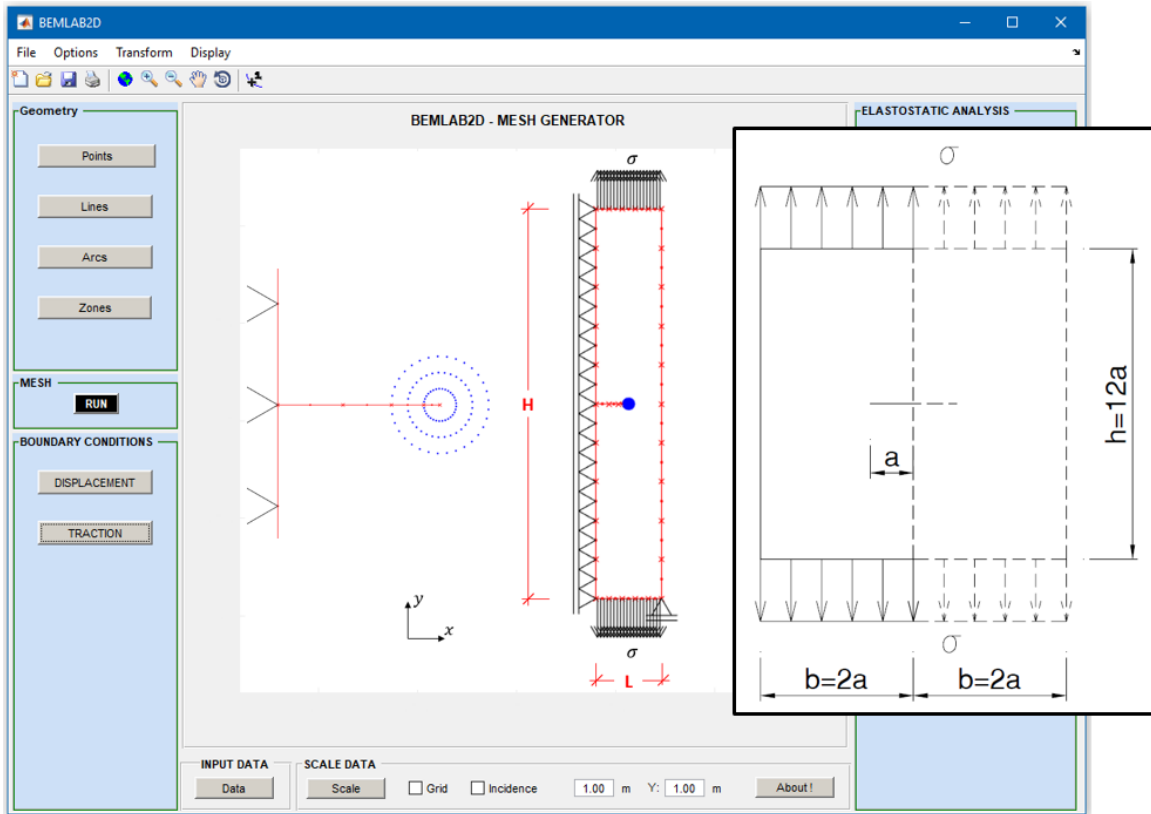 BEMLAB2D
File Options Transform Display
Geometry
Points
Lines
Arcs
Zones
MESH
RUN
BOUNDARY CONDITIONS
DISPLACEMENT
TRACTION
BEMLAB2D - MESH GENERATOR
σ
H
y
x
σ
L
ELASTOSTATIC ANALYSIS
σ
a
h=12a
σ
b=2a b=2a
INPUT DATA
Data
SCALE DATA
Scale Grid Incidence 1.00 m Y: 1.00 m About !